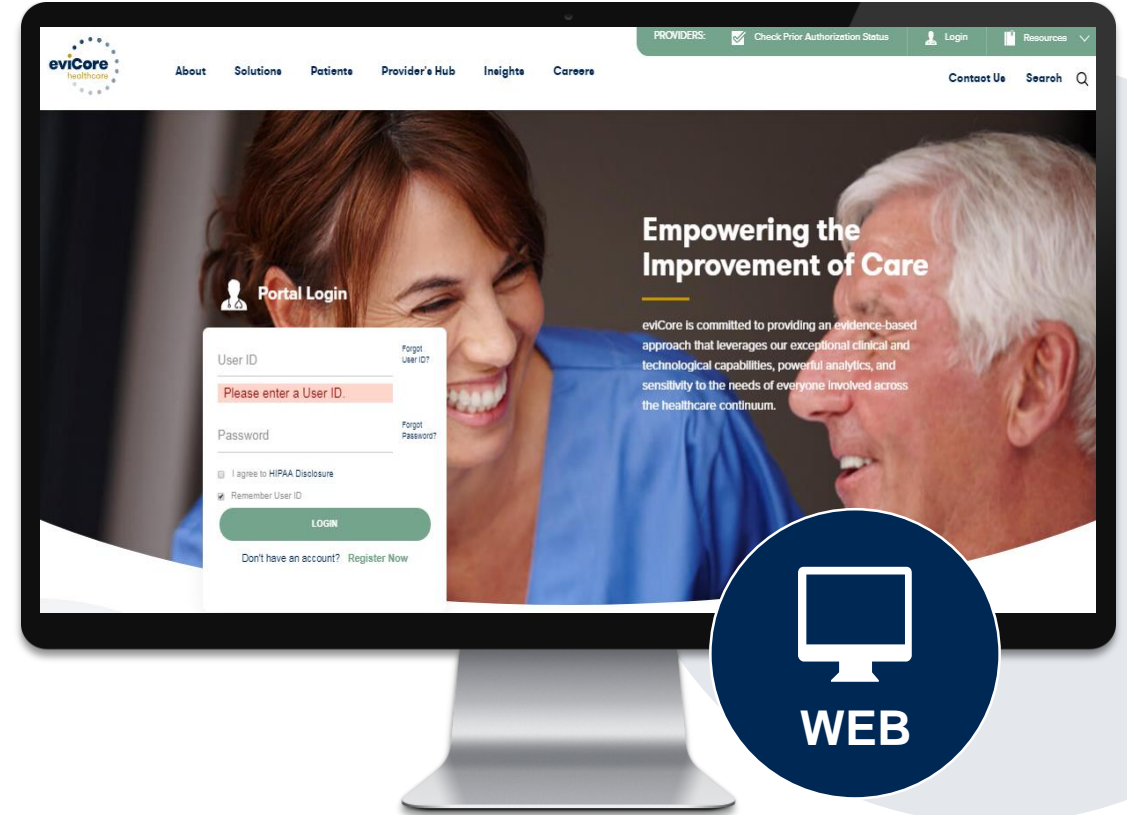 PROVIDERS: Check Prior Authorization Status Login Resources
eviCore
healthcare
About Solutions Patients Provider's Hub Insights Careers
Contact Us Search
Empowering the
Improvement of Care
eviCore is committed to providing an evidence-based
approach that leverages our exceptional clinical and
technological capabilities, powerful analytics, and
sensitivity to the needs of everyone involved across
the healthcare continuum.
Portal Login
User ID
Forgot
User ID?
Please enter a User ID.
Password
Forgot
Password?
I agree to HIPAA Disclosure
Remember User ID
LOGIN
Don't have an account? Register Now
WEB